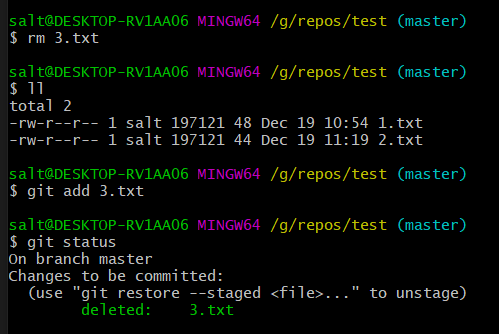 salt@DESKTOP-RV1AA06 MINGW64 /g/repos/test (master)
$ rm 3.txt
salt@DESKTOP-RV1AA06 MINGW64 /g/repos/test (master)
$ ll
total 2
-rw-r--r-- 1 salt 197121 48 Dec 19 10:54 1.txt
-rw-r--r-- 1 salt 197121 44 Dec 19 11:19 2.txt
salt@DESKTOP-RV1AA06 MINGW64 /g/repos/test (master)
$ git add 3.txt
salt@DESKTOP-RV1AA06 MINGW64 /g/repos/test (master)
$ git status
On branch master
Changes to be committed:
  (use "git restore --staged <file>..." to unstage)
        deleted:    3.txt